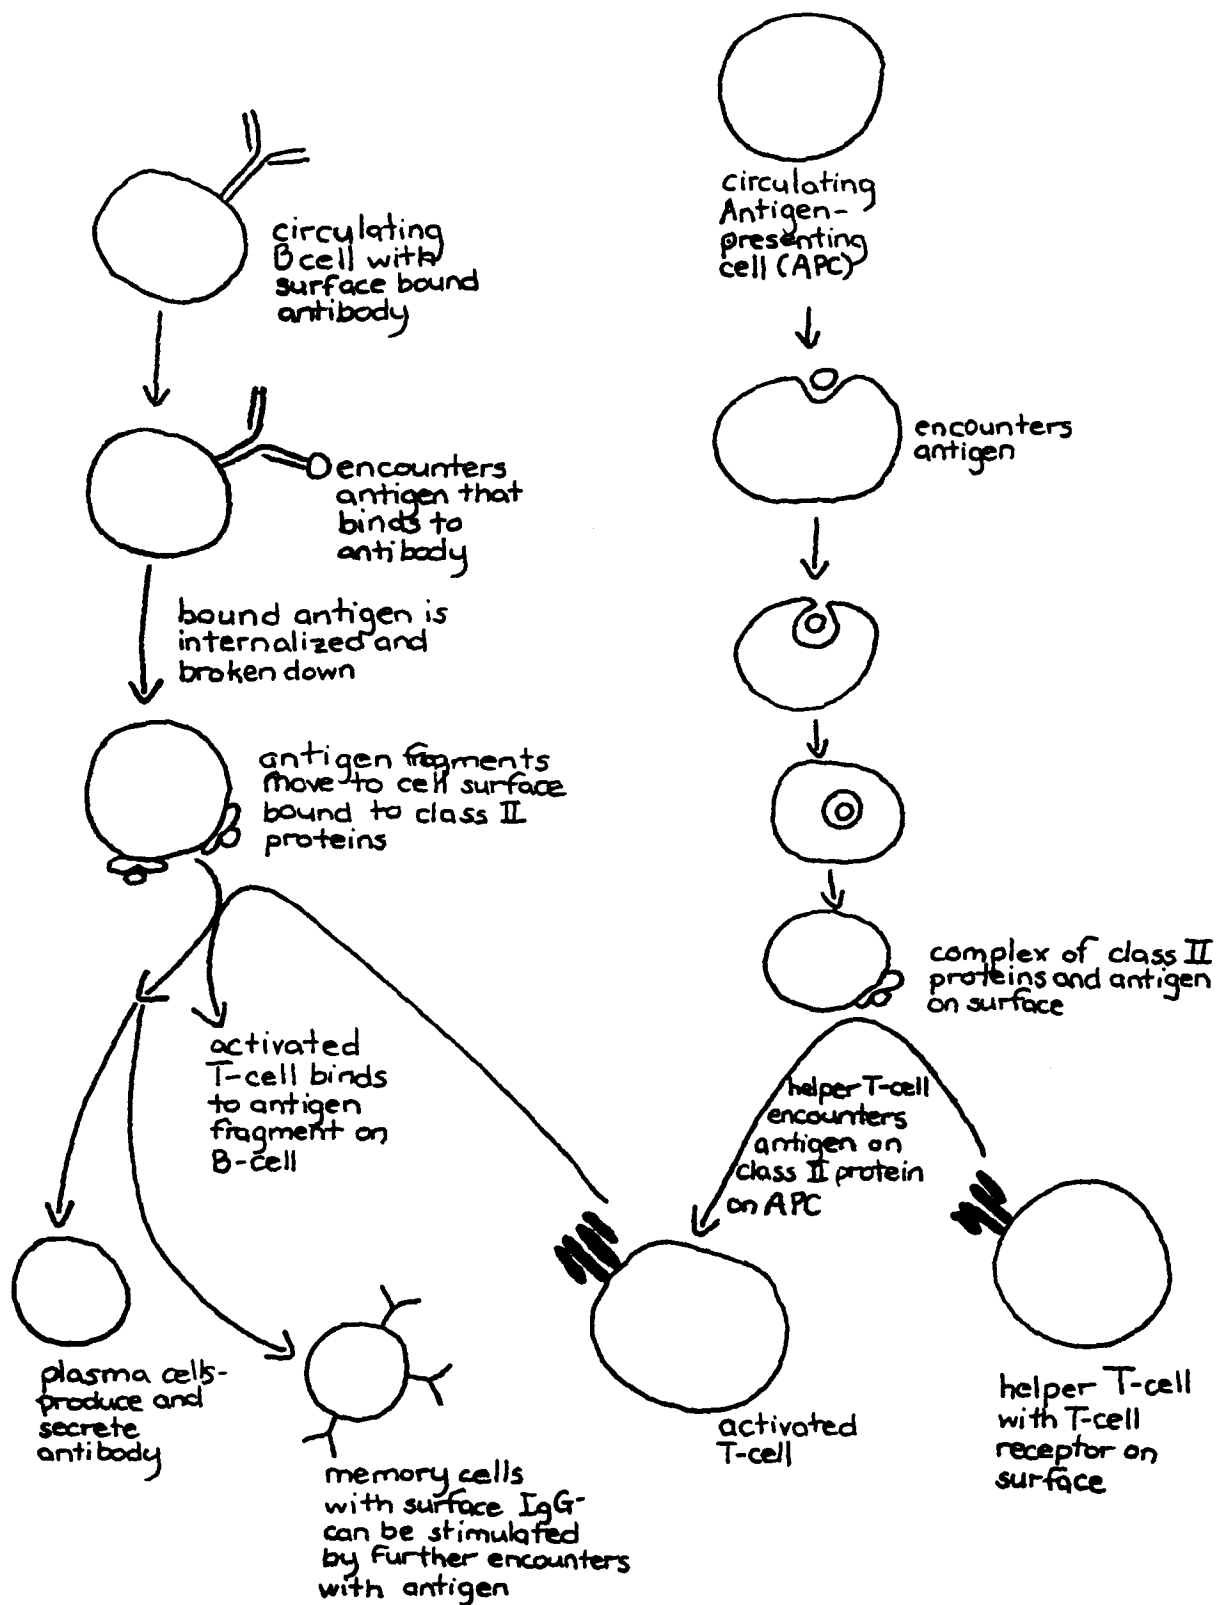 circulating
B cell with
surface bound
antibody
encounters
antigen that
binds to
antibody
bound antigen is
internalized and
broken down
antigen fragments
move to cell surface
bound to class II
proteins
activated
T-cell binds
to antigen
fragment on
B-cell
plasma cells-
produce and
secrete
antibody
memory cells
with surface IgG-
can be stimulated
by further encounters
with antigen
circulating
Antigen-
presenting
cell (APC)
encounters
antigen
complex of class II
proteins and antigen
on surface
helper T-cell
encounters
antigen on
class II protein
on APC
activated
T-cell
helper T-cell
with T-cell
receptor on
surface